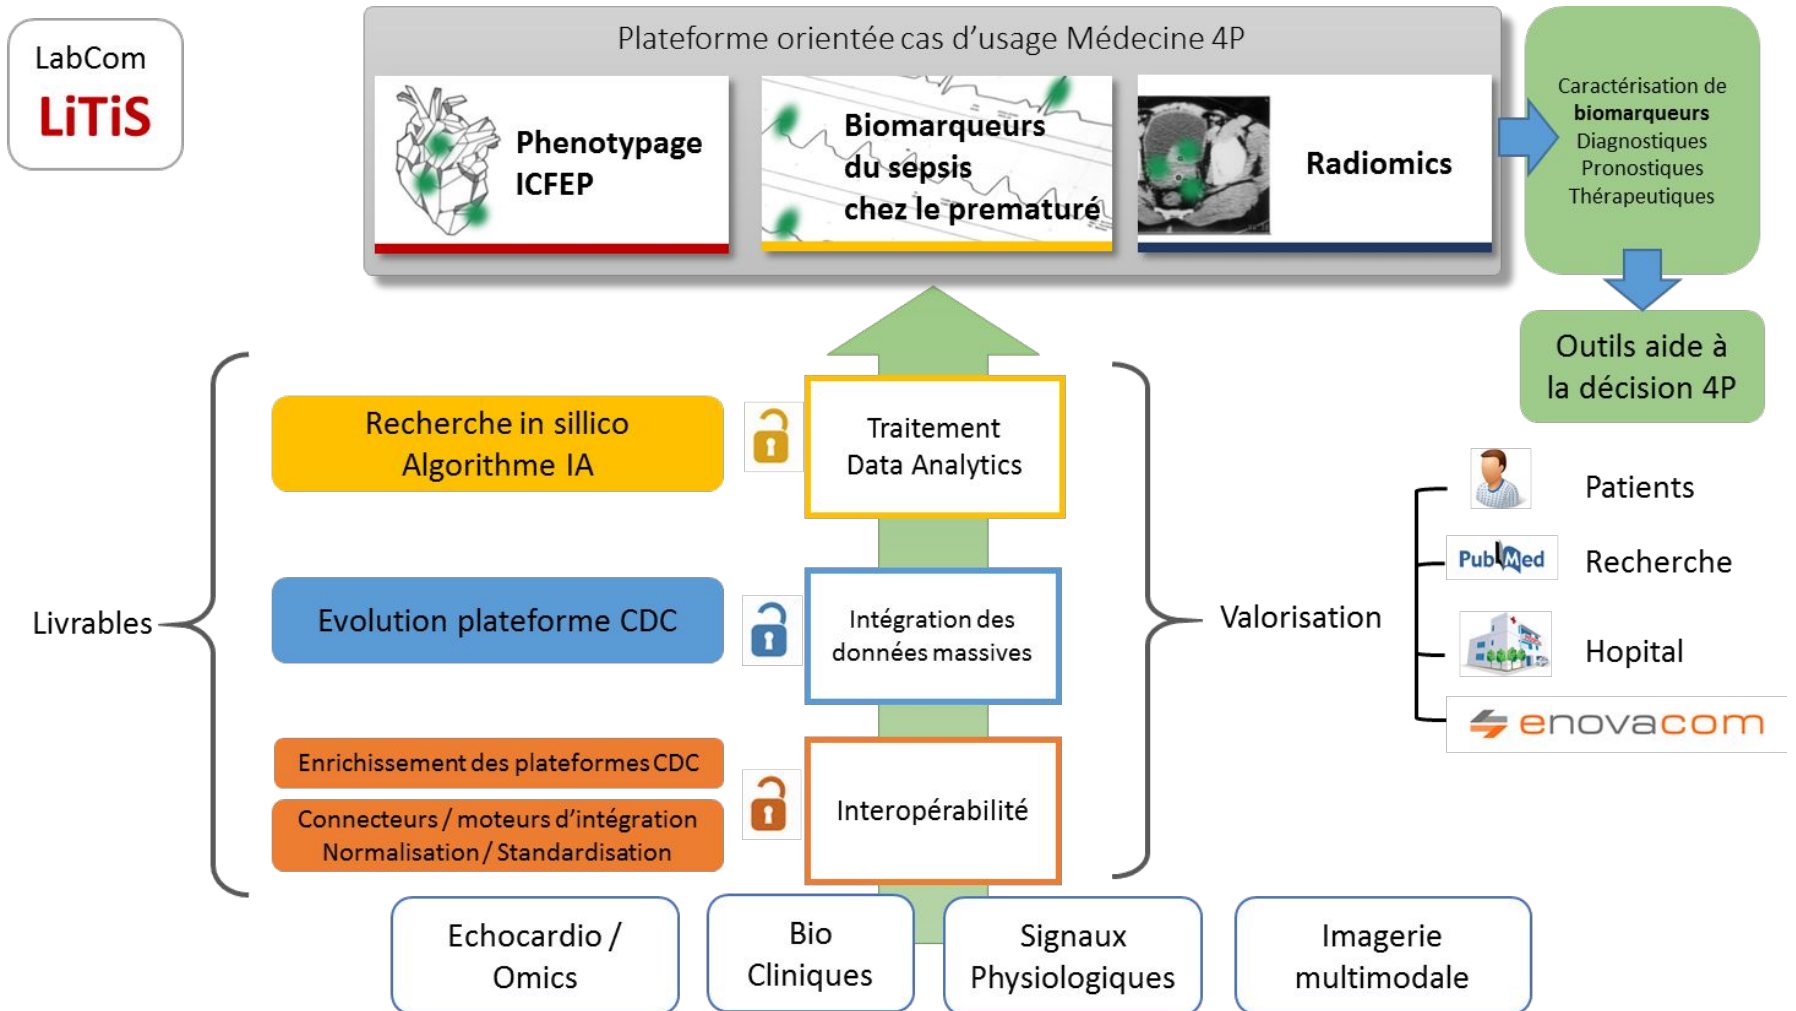 LabCom
LiTiS
Plateforme orientée cas d'usage Médecine 4P
Phenotypage
ICFEP
Biomarqueurs
du sepsis
chez le prematuré
Radiomics
Caractérisation de
biomarqueurs
Diagnostiques
Pronostiques
Thérapeutiques
Outils aide à
la décision 4P
Livrables
Recherche in sillico
Algorithme IA
Traitement
Data Analytics
Evolution plateforme CDC
Intégration des
données massives
Enrichissement des plateformes CDC
Connecteurs / moteurs d'intégration
Normalisation / Standardisation
Interopérabilité
Valorisation
Patients
PubMed
Recherche
Hopital
enovacom
Echocardio /
Omics
Bio
Cliniques
Signaux
Physiologiques
Imagerie
multimodale